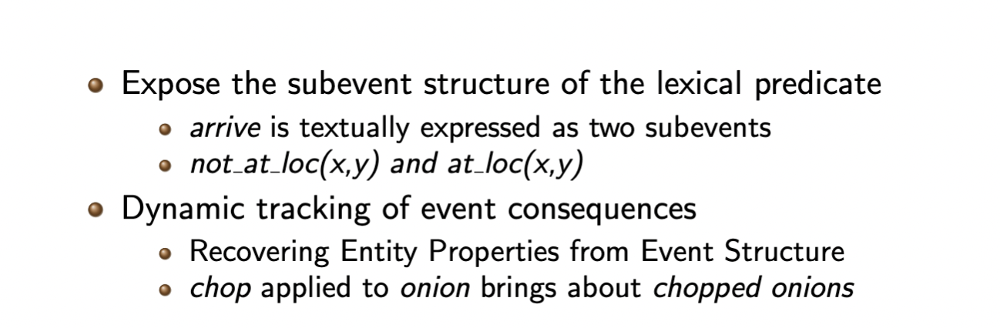 Expose the subevent structure of the lexical predicate
arrive is textually expressed as two subevents
not_at_loc(x,y) and at_loc(x,y)
Dynamic tracking of event consequences
Recovering Entity Properties from Event Structure
chop applied to onion brings about chopped onions